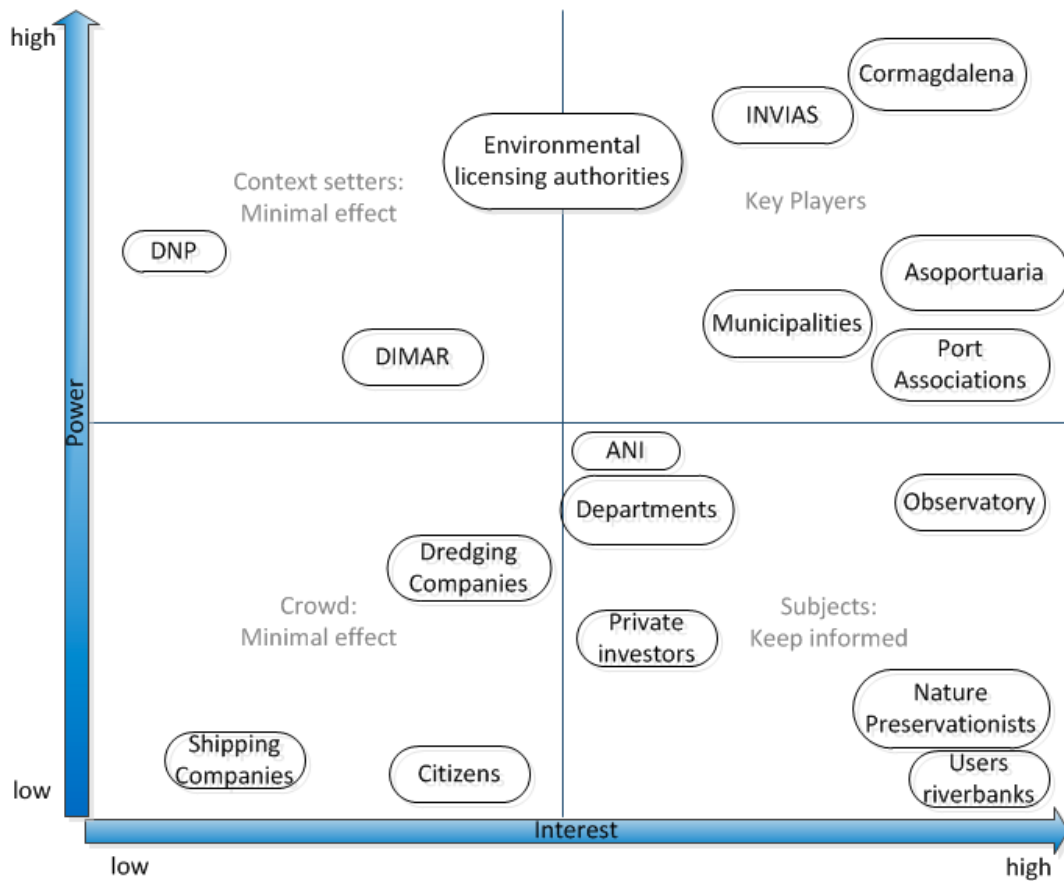 high
Cormagdalena
INVIAS
Environmental
licensing authorities
Context setters:
Minimal effect
Key Players
DNP
Asoportuaria
Municipalities
DIMAR
Port
Associations
Power
ANI
Departments
Observatory
Dredging
Companies
Crowd:
Minimal effect
Subjects:
Keep informed
Private
investors
Nature
Preservationists
Shipping
Companies
Citizens
Users
riverbanks
low
Interest
low
high